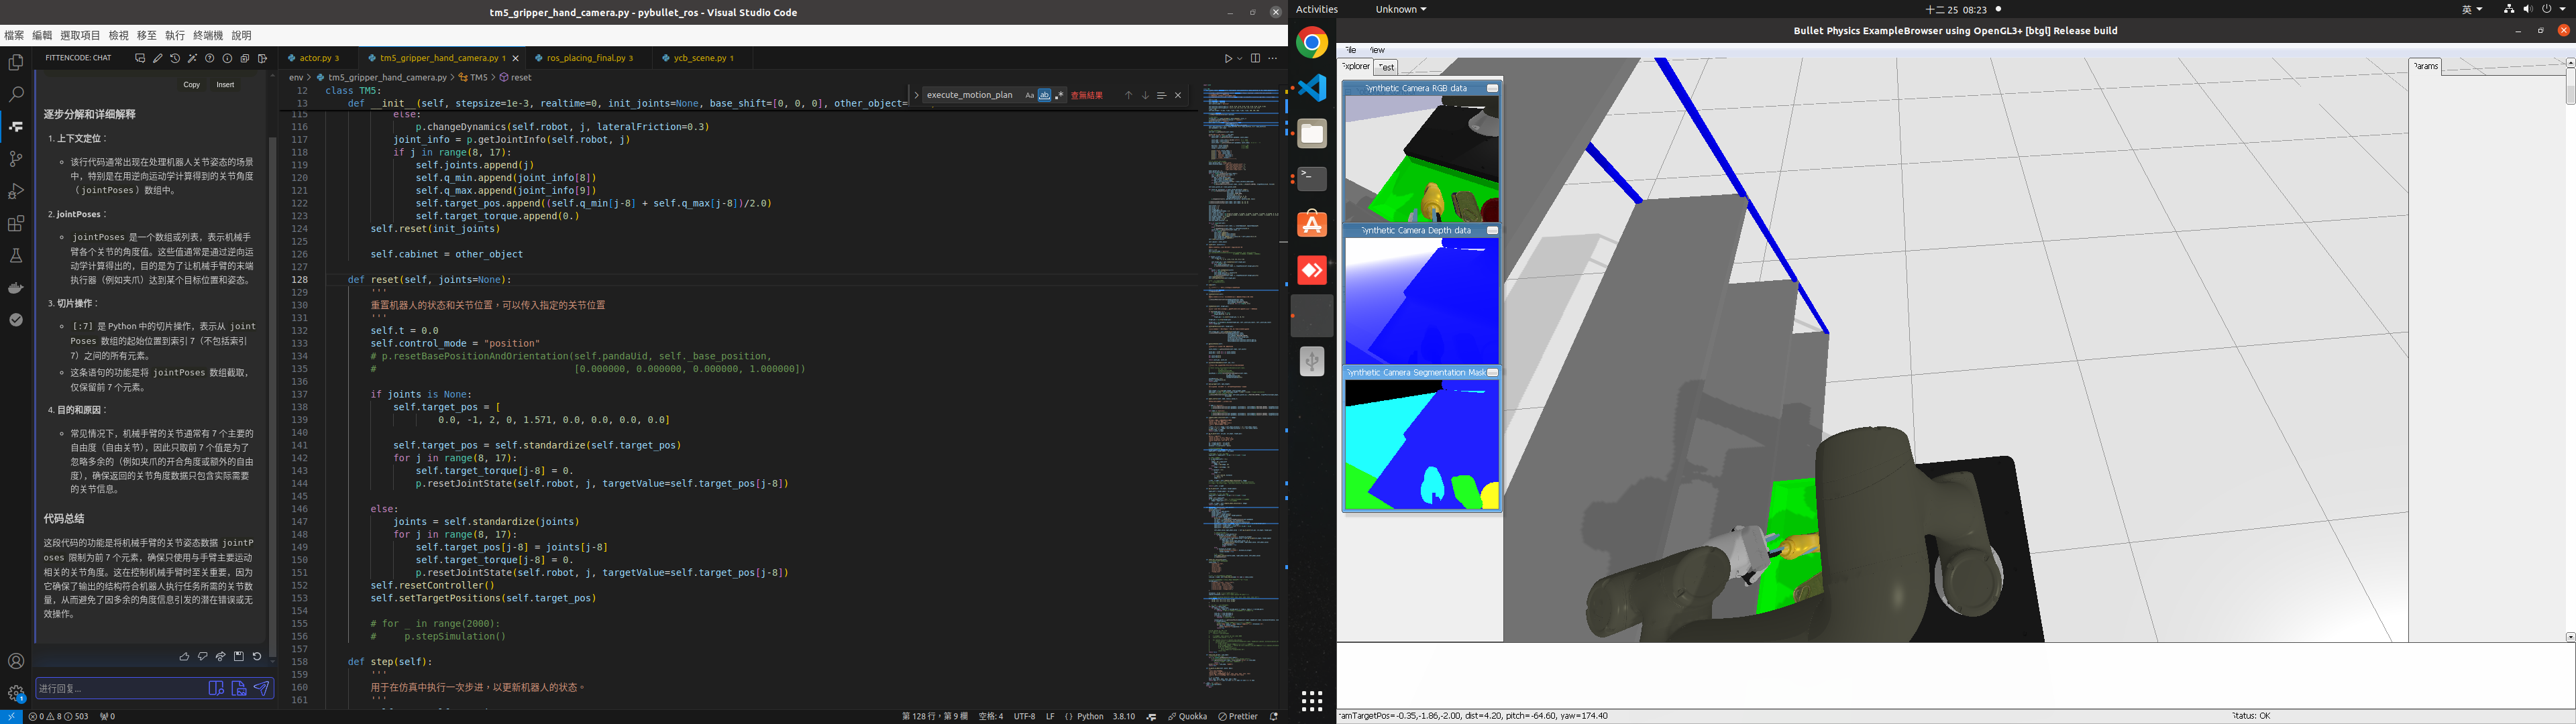 tm5_gripper_hand_camera.py - pybullet_ros - Visual Studio Code
檔案 編輯 選取項目 檢視 移至 執行 終端機 說明
FITTENCODE: CHAT
Copy Insert
逐步分解和详细解释
1. 上下文定位：
该行代码通常出现在处理机器人关节姿态的场景
中，特别是在用逆向运动学计算得到的关节角度
（jointPoses）数组中。
2. jointPoses：
jointPoses 是一个数组或列表，表示机械手
臂各个关节的角度值。这些值通常是通过逆向运
动学计算得出的，目的是为了让机械手臂的末端
执行器（例如夹爪）达到某个目标位置和姿态。
3. 切片操作：
[:7] 是 Python 中的切片操作，表示从 joint
Poses 数组的起始位置到索引 7（不包括索引
7）之间的所有元素。
这条语句的功能是将 jointPoses 数组截取，
仅保留前 7 个元素。
4. 目的和原因：
常见情况下，机械手臂的关节通常有 7 个主要的
自由度（自由关节），因此只取前 7 个值是为了
忽略多余的（例如夹爪的开合角度或额外的自由
度），确保返回的关节角度数据只包含实际需要
的关节信息。
代码总结
这段代码的功能是将机械手臂的关节姿态数据 jointP
oses 限制为前 7 个元素，确保只使用与手臂主要运动
相关的关节角度。这在控制机械手臂时至关重要，因为
它确保了输出的结构符合机器人执行任务所需的关节数
量，从而避免了因多余的角度信息引发的潜在错误或无
效操作。
进行回复...
actor.py 3 tm5_gripper_hand_camera.py 1 ros_placing_final.py 3 ycb_scene.py 1
env > tm5_gripper_hand_camera.py > TM5 > reset
execute_motion_plan Aa ab 查無結果
12 class TM5:
13 def __init__(self, stepsize=1e-3, realtime=0, init_joints=None, base_shift=[0, 0, 0], other_object=
115 else:
116 p.changeDynamics(self.robot, j, lateralFriction=0.3)
117 joint_info = p.getJointInfo(self.robot, j)
118 if j in range(8, 17):
119 self.joints.append(j)
120 self.q_min.append(joint_info[8])
121 self.q_max.append(joint_info[9])
122 self.target_pos.append((self.q_min[j-8] + self.q_max[j-8])/2.0)
123 self.target_torque.append(0.)
124 self.reset(init_joints)
125
126 self.cabinet = other_object
127
128 def reset(self, joints=None):
129 '''
130 重置机器人的状态和关节位置，可以传入指定的关节位置
131 '''
132 self.t = 0.0
133 self.control_mode = "position"
134 # p.resetBasePositionAndOrientation(self.pandaUid, self._base_position,
135 # [0.000000, 0.000000, 0.000000, 1.000000])
136
137 if joints is None:
138 self.target_pos = [
139 0.0, -1, 2, 0, 1.571, 0.0, 0.0, 0.0, 0.0]
140
141 self.target_pos = self.standardize(self.target_pos)
142 for j in range(8, 17):
143 self.target_torque[j-8] = 0.
144 p.resetJointState(self.robot, j, targetValue=self.target_pos[j-8])
145
146 else:
147 joints = self.standardize(joints)
148 for j in range(8, 17):
149 self.target_pos[j-8] = joints[j-8]
150 self.target_torque[j-8] = 0.
151 p.resetJointState(self.robot, j, targetValue=self.target_pos[j-8])
152 self.resetController()
153 self.setTargetPositions(self.target_pos)
154
155 # for _ in range(2000):
156 # p.stepSimulation()
157
158 def step(self):
159 '''
160 用于在仿真中执行一次步进，以更新机器人的状态。
161 '''
0 8 503 0
第 128 行，第 9 欄 空格: 4 UTF-8 LF Python 3.8.10 Quokka Prettier
Activities Unknown 十二 25 08:23 英
Bullet Physics ExampleBrowser using OpenGL3+ [btgl] Release build
File View
Explorer Test
Params
Synthetic Camera RGB data
Synthetic Camera Depth data
Synthetic Camera Segmentation Mask
camTargetPos=-0.35,-1.86,-2.00, dist=4.20, pitch=-64.60, yaw=174.40
Status: OK